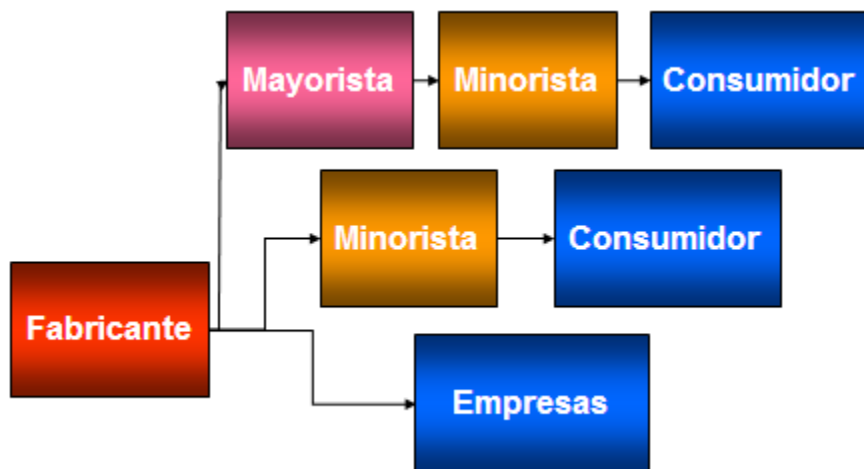 Mayorista
Minorista
Consumidor
Minorista
Consumidor
Fabricante
Empresas